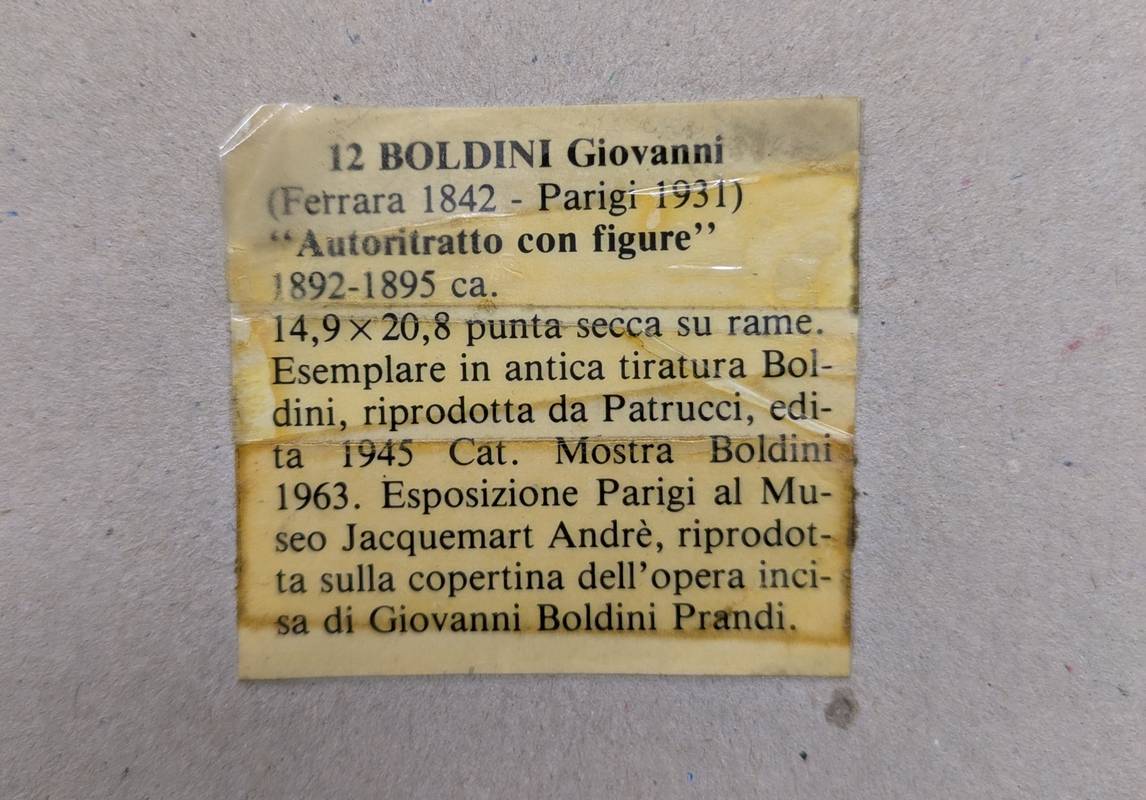 12 BOLDINI Giovanni
(Ferrara 1842 - Parigi 1931)
“Autoritratto con figure”
1892-1895 ca.
14,9×20,8 punta secca su rame.
Esemplare in antica tiratura Bol-
dini, riprodotta da Patrucci, edi-
ta 1945 Cat. Mostra Boldini
1963. Esposizione Parigi al Mu-
seo Jacquemart Andrè, riprodot-
ta sulla copertina dell’opera inci-
sa di Giovanni Boldini Prandi.